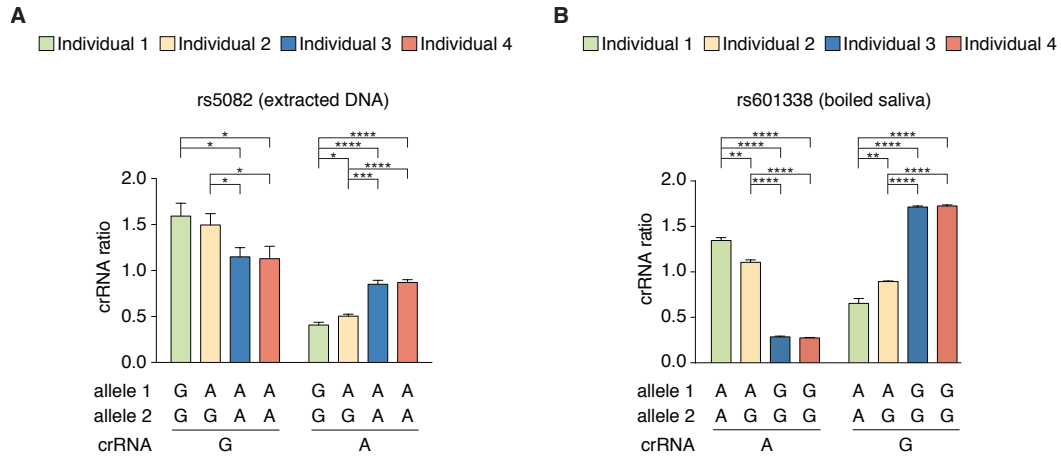 A
Individual 1 Individual 2 Individual 3 Individual 4
rs5082 (extracted DNA)
*
*
*
*
****
****
*
****
***
2.0
1.5
1.0
0.5
0.0
crRNA ratio
allele 1 G A A A G A A A
allele 2 G G A A G G A A
crRNA G A
B
Individual 1 Individual 2 Individual 3 Individual 4
rs601338 (boiled saliva)
****
****
**
****
****
****
****
**
****
****
2.0
1.5
1.0
0.5
0.0
crRNA ratio
allele 1 A A G G A A G G
allele 2 A G G G A G G G
crRNA A G